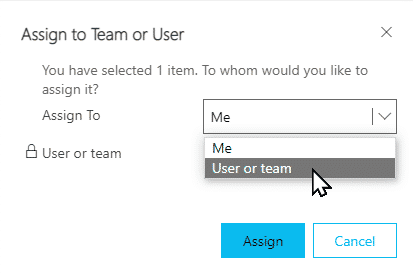 Assign to Team or User
You have selected 1 item. To whom would you like to
assign it?
Assign To
Me
Me
User or team
User or team
Assign
Cancel